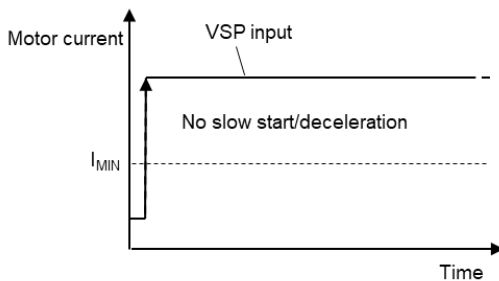 Motor current
VSP input
No slow start/deceleration
IMIN
Time